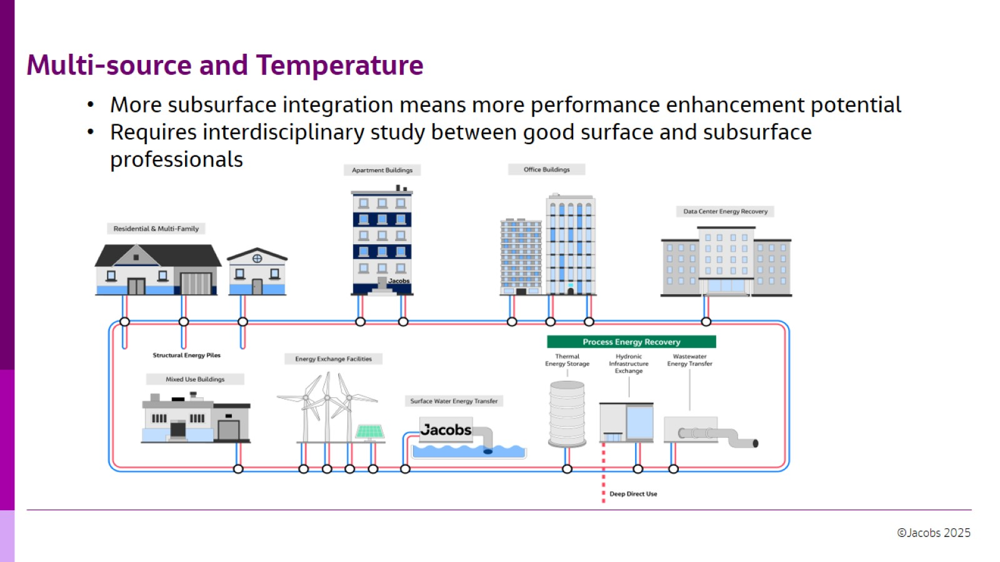 Multi-source and Temperature
• More subsurface integration means more performance enhancement potential
• Requires interdisciplinary study between good surface and subsurface
professionals
Apartment Buildings
Office Buildings
Data Center Energy Recovery
Residential & Multi-Family
Jacobs
Process Energy Recovery
Structural Energy Piles
Energy Exchange Facilities
Thermal
Energy Storage
Hydronic
Infrastructure
Exchange
Wastewater
Energy Transfer
Mixed Use Buildings
Surface Water Energy Transfer
Jacobs
Deep Direct Use
©Jacobs 2025